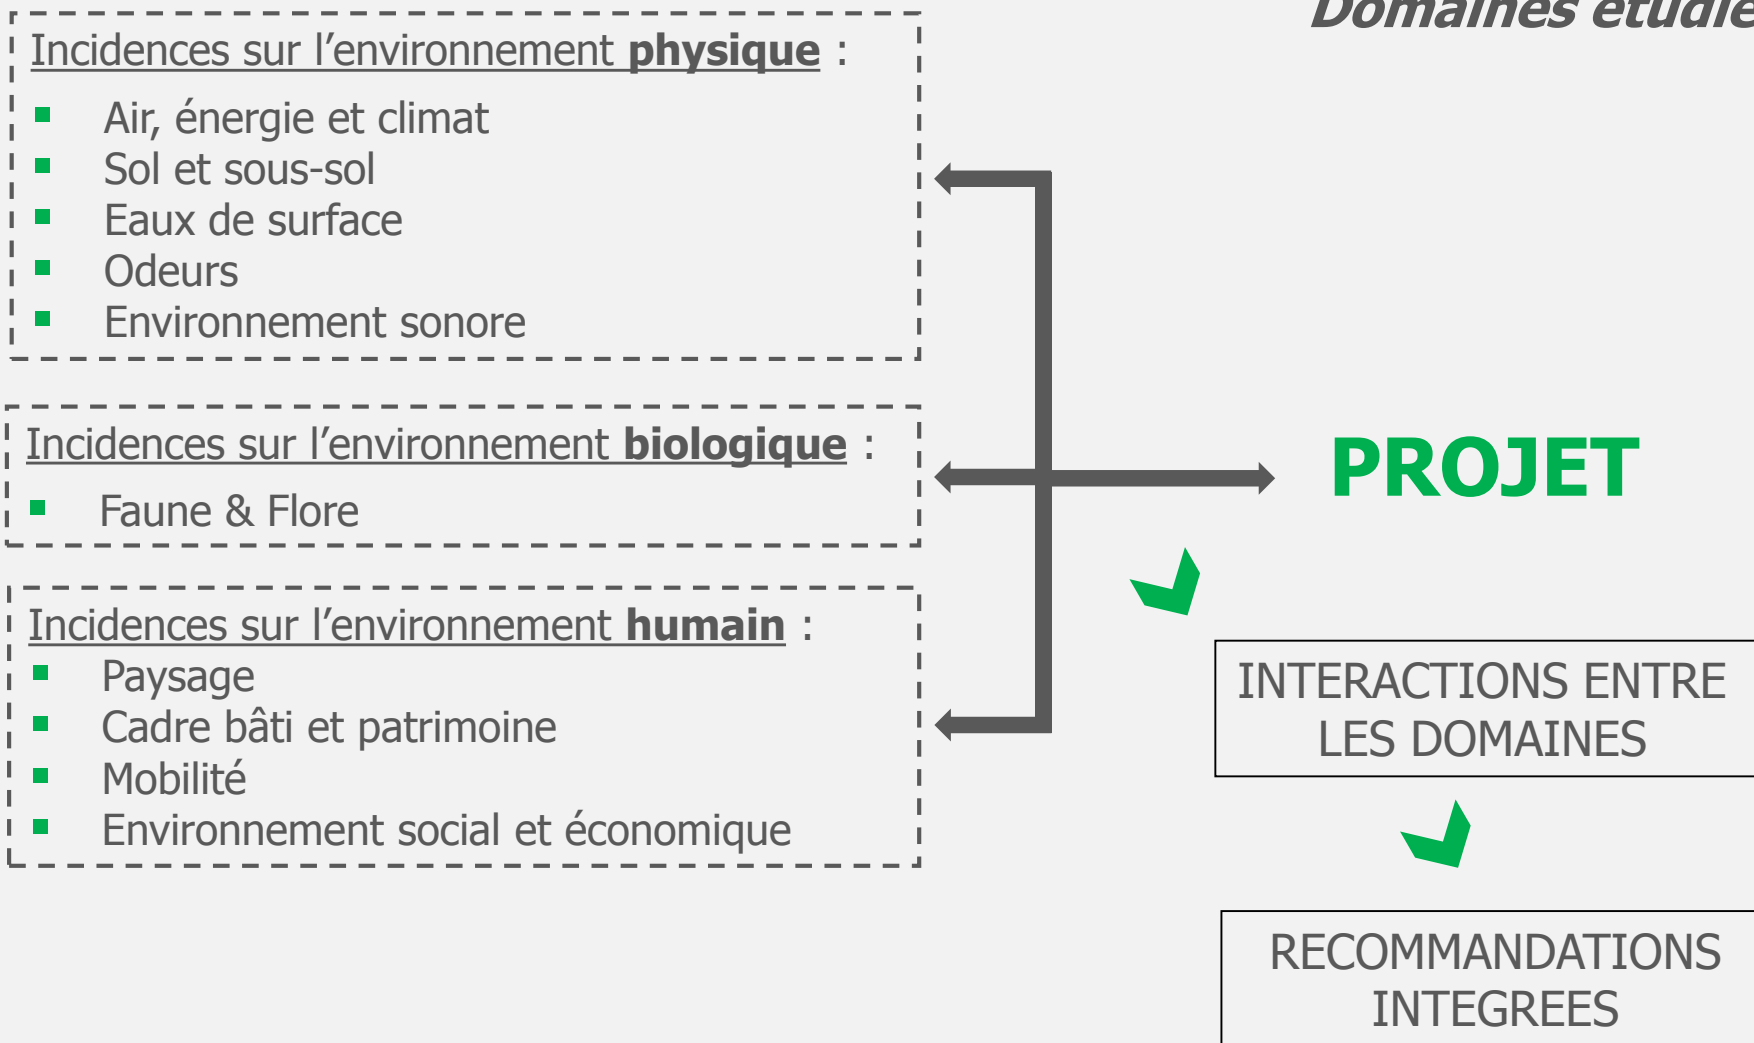 Domaines étudié
Incidences sur l’environnement physique :
Air, énergie et climat
Sol et sous-sol
Eaux de surface
Odeurs
Environnement sonore
Incidences sur l’environnement biologique :
Faune & Flore
Incidences sur l’environnement humain :
Paysage
Cadre bâti et patrimoine
Mobilité
Environnement social et économique
PROJET
INTERACTIONS ENTRE
LES DOMAINES
RECOMMANDATIONS
INTEGREES